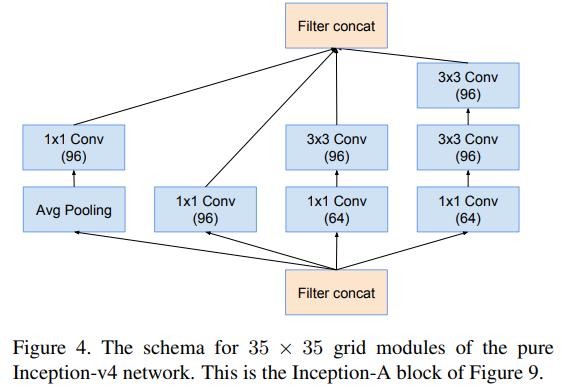 Filter concat
3x3 Conv
(96)
1x1 Conv
(96)
3x3 Conv
(96)
3x3 Conv
(96)
Avg Pooling
1x1 Conv
(96)
1x1 Conv
(64)
1x1 Conv
(64)
Filter concat
Figure 4. The schema for 35 × 35 grid modules of the pure
Inception-v4 network. This is the Inception-A block of Figure 9.